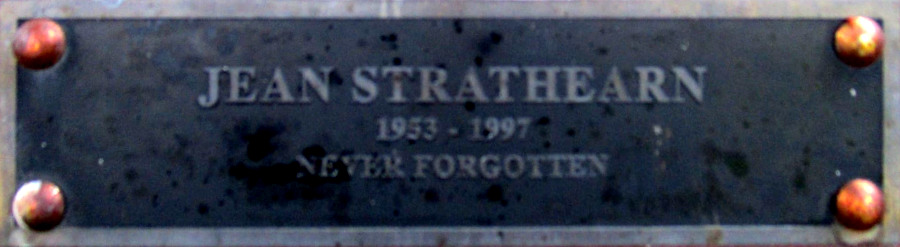 JEAN STRATHEARN
1953 - 1997
NEVER FORGOTTEN